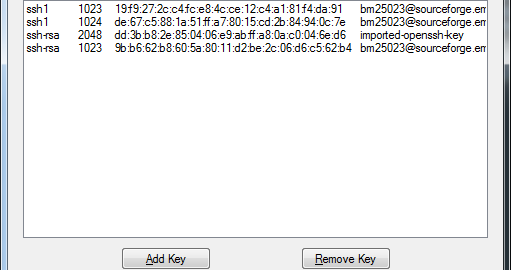 ssh1 1023 19:f9:27:2c:c4:fc:e8:4c:ce:12:c4:a1:81:f4:da:91 bm25023@sourceforge.em
ssh1 1024 de:67:c5:88:1a:51:ff:a7:80:15:cd:2b:84:94:0c:7e bm25023@sourceforge.em
ssh-rsa 2048 dd:3b:b8:2e:85:04:06:e9:ab:ff:a8:0a:c0:04:6e:d6 imported-openssh-key
ssh-rsa 1023 9b:b6:62:b8:60:5a:80:11:d2:be:2c:06:d6:c5:62:b4 bm25023@sourceforge.em
Add Key Remove Key